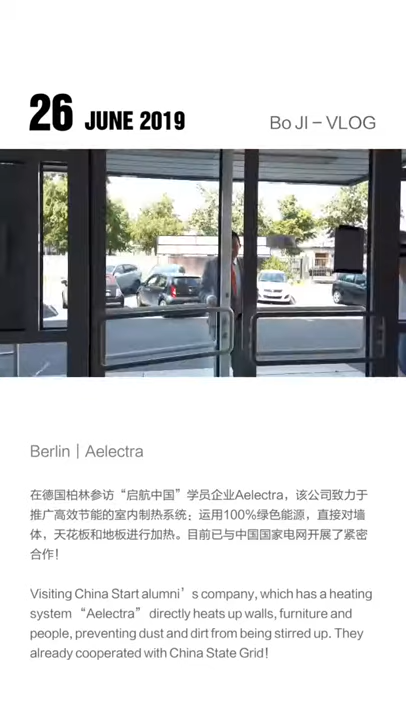 26 JUNE 2019
Bo JI – VLOG
Berlin | Aelectra
在德国柏林参访“启航中国”学员企业Aelectra，该公司致力于
推广高效节能的室内制热系统；运用100%绿色能源，直接对墙
体，天花板和地板进行加热。目前已与中国国家电网开展了紧密
合作！
Visiting China Start alumni’s company, which has a heating
system “Aelectra” directly heats up walls, furniture and
people, preventing dust and dirt from being stirred up. They
already cooperated with China State Grid！